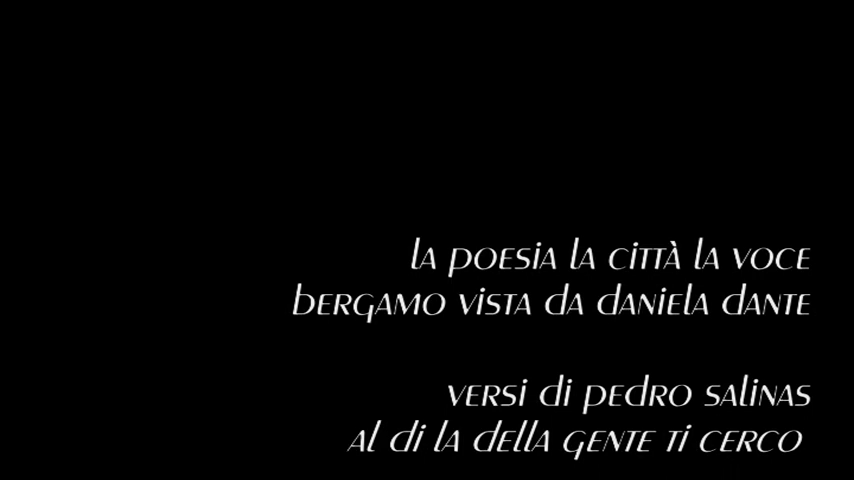 la poesia la città la voce
bergamo vista da daniela dante
versi di pedro salinas
al di la della gente ti cerco